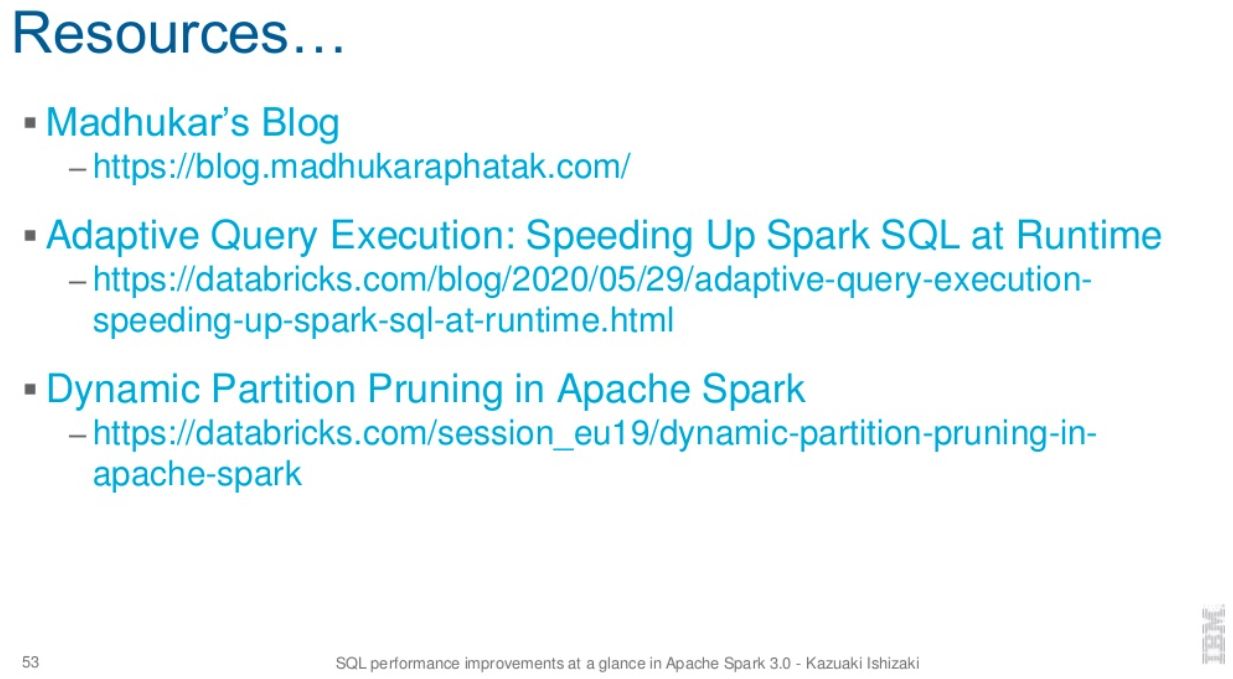 Resources…
▪ Madhukar’s Blog
– https://blog.madhukaraphatak.com/
▪ Adaptive Query Execution: Speeding Up Spark SQL at Runtime
– https://databricks.com/blog/2020/05/29/adaptive-query-execution-
speeding-up-spark-sql-at-runtime.html
▪ Dynamic Partition Pruning in Apache Spark
– https://databricks.com/session_eu19/dynamic-partition-pruning-in-
apache-spark
53
SQL performance improvements at a glance in Apache Spark 3.0 - Kazuaki Ishizaki
IBM